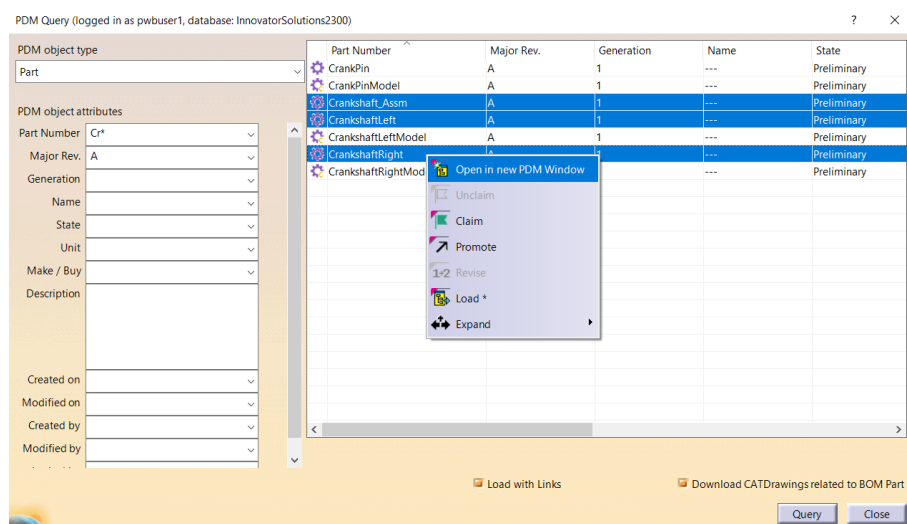 PDM Query (logged in as pwbuser1, database: InnovatorSolutions2300) ? ×
PDM object type
Part
PDM object attributes
Part Number Cr*
Major Rev. A
Generation
Name
State
Unit
Make / Buy
Description
Created on
Modified on
Created by
Modified by
Part Number Major Rev. Generation Name State
CrankPin A 1 --- Preliminary
CrankPinModel A 1 --- Preliminary
Crankshaft_Assm A 1 --- Preliminary
CrankshaftLeft A 1 --- Preliminary
CrankshaftLeftModel A 1 --- Preliminary
CrankshaftRight A 1 --- Preliminary
CrankshaftRightMod --- Preliminary
Open in new PDM Window
Unclaim
Claim
Promote
1→2 Revise
Load *
Expand
Load with Links
Download CATDrawings related to BOM Part
Query Close